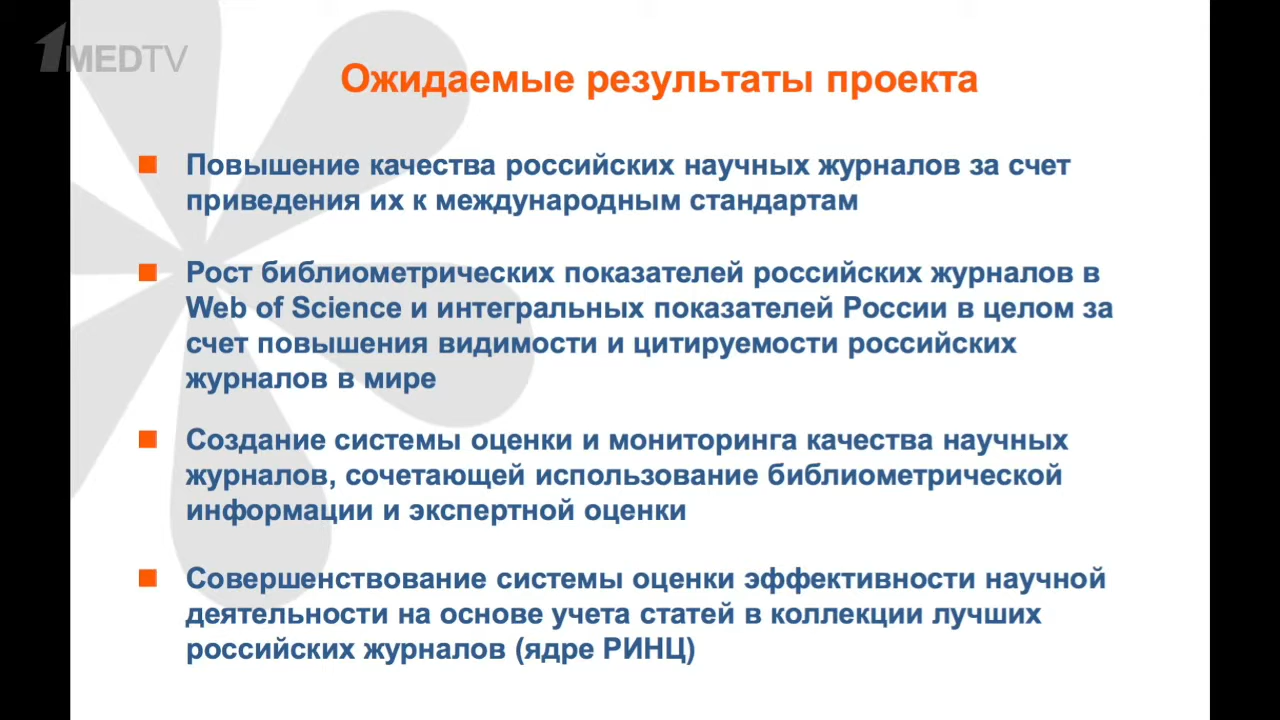 1MEDTV
Ожидаемые результаты проекта
Повышение качества российских научных журналов за счет
приведения их к международным стандартам
Рост библиометрических показателей российских журналов в
Web of Science и интегральных показателей России в целом за
счет повышения видимости и цитируемости российских
журналов в мире
Создание системы оценки и мониторинга качества научных
журналов, сочетающей использование библиометрической
информации и экспертной оценки
Совершенствование системы оценки эффективности научной
деятельности на основе учета статей в коллекции лучших
российских журналов (ядре РИНЦ)